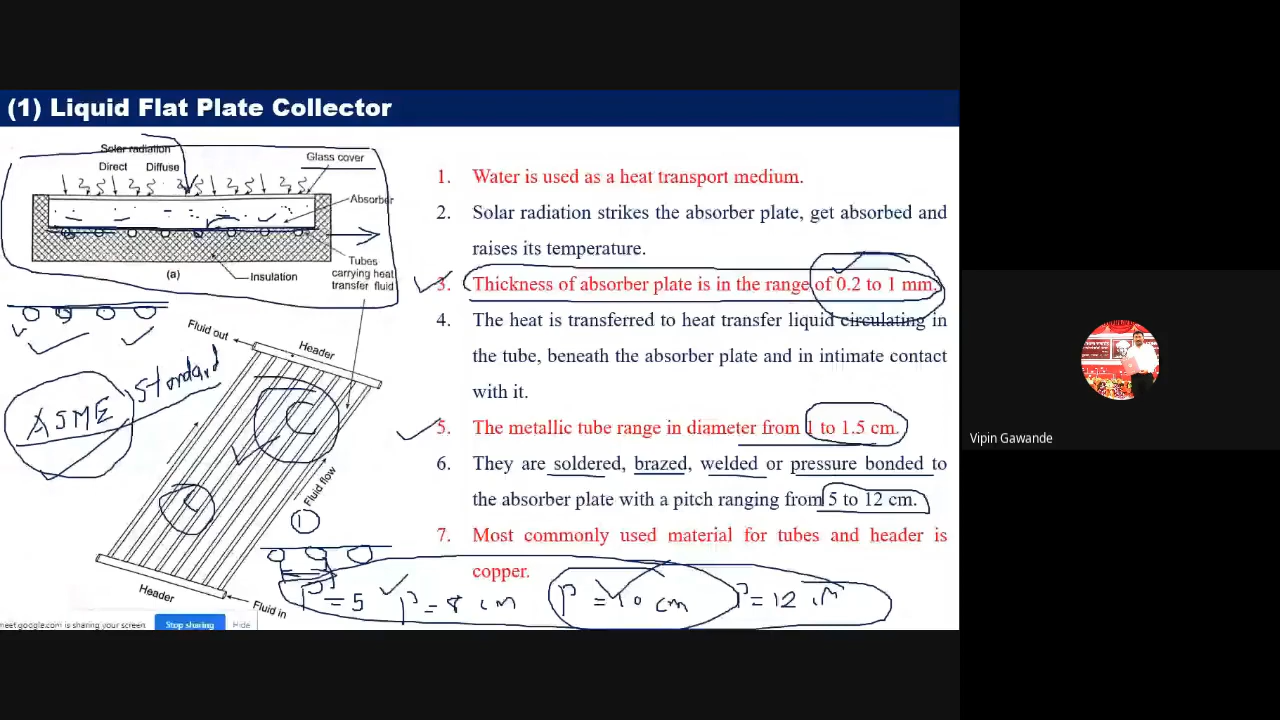 (1) Liquid Flat Plate Collector
Solar radiation
Direct Diffuse
Glass cover
Absorber
Tubes
carrying heat
transfer fluid
(a)
Insulation
Fluid out
Header
ASME Standard
C
C
Fluid flow
1
Header
Fluid in
1. Water is used as a heat transport medium.
2. Solar radiation strikes the absorber plate, get absorbed and
raises its temperature.
3. Thickness of absorber plate is in the range of 0.2 to 1 mm.
4. The heat is transferred to heat transfer liquid circulating in
the tube, beneath the absorber plate and in intimate contact
with it.
5. The metallic tube range in diameter from 1 to 1.5 cm.
6. They are soldered, brazed, welded or pressure bonded to
the absorber plate with a pitch ranging from 5 to 12 cm.
7. Most commonly used material for tubes and header is
copper.
P = 5 P = 8 cm P = 10 cm P = 12 cm
meet.google.com is sharing your screen. Stop sharing Hide
Vipin Gawande